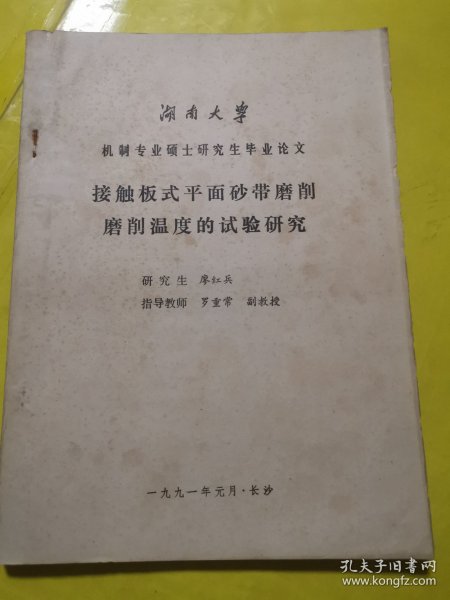 湖南大学
机制专业硕士研究生毕业论文
接触板式平面砂带磨削
磨削温度的试验研究
研究生 廖红兵
指导教师 罗重常 副教授
一九九一年元月·长沙
孔夫子旧书网
www.kongfz.com